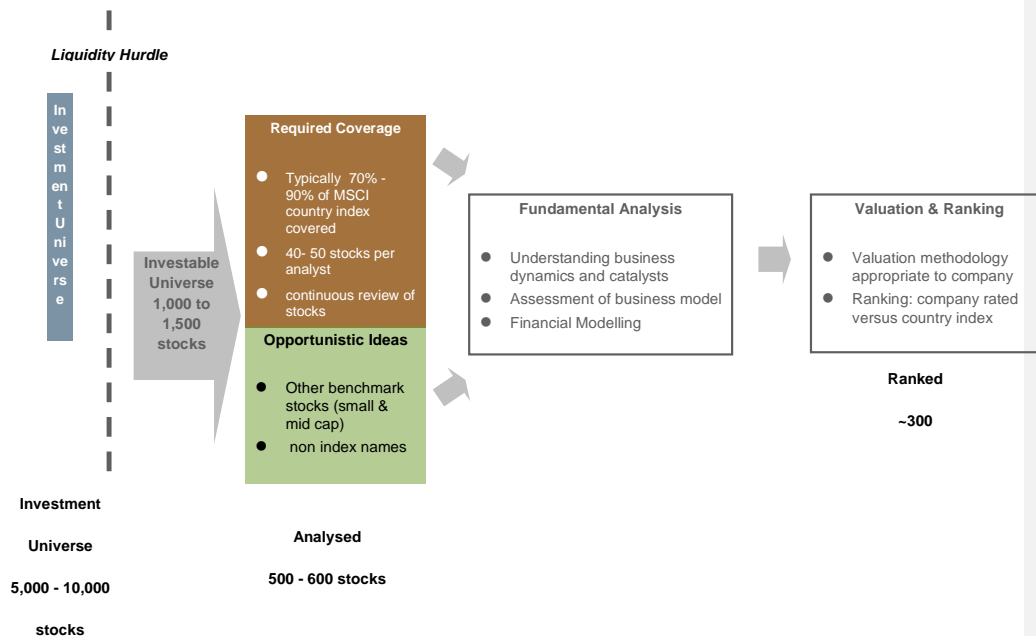 Liquidity Hurdle
In
ve
st
m
en
t U
ni
ve
rs
e
Investable
Universe
1,000 to
1,500
stocks
Required Coverage
Typically 70% -
90% of MSCI
country index
covered
40- 50 stocks per
analyst
continuous review of
stocks
Opportunistic Ideas
Other benchmark
stocks (small &
mid cap)
non index names
Fundamental Analysis
Understanding business
dynamics and catalysts
Assessment of business model
Financial Modelling
Valuation & Ranking
Valuation methodology
appropriate to company
Ranking: company rated
versus country index
Ranked
~300
Investment
Universe
5,000 - 10,000
stocks
Analysed
500 - 600 stocks